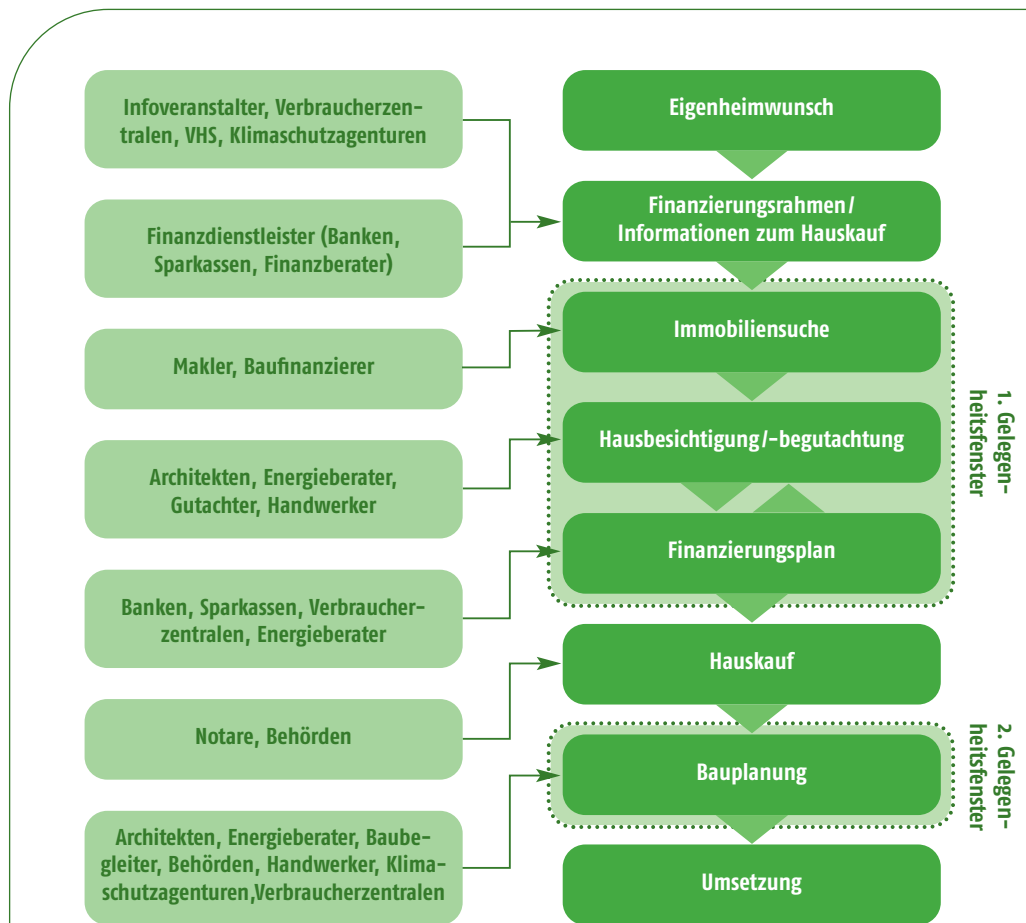 Infoveranstalter, Verbraucherzen-
tralen, VHS, Klimaschutzagenturen
Finanzdienstleister (Banken,
Sparkassen, Finanzberater)
Makler, Baufinanzierer
Architekten, Energieberater,
Gutachter, Handwerker
Banken, Sparkassen, Verbraucher-
zentralen, Energieberater
Notare, Behörden
Architekten, Energieberater, Baube-
gleiter, Behörden, Handwerker, Klima-
schutzagenturen,Verbraucherzentralen
Eigenheimwunsch
Finanzierungsrahmen/
Informationen zum Hauskauf
Immobiliensuche
Hausbesichtigung/-begutachtung
Finanzierungsplan
Hauskauf
Bauplanung
Umsetzung
1. Gelegen-
heitsfenster
2. Gelegen-
heitsfenster